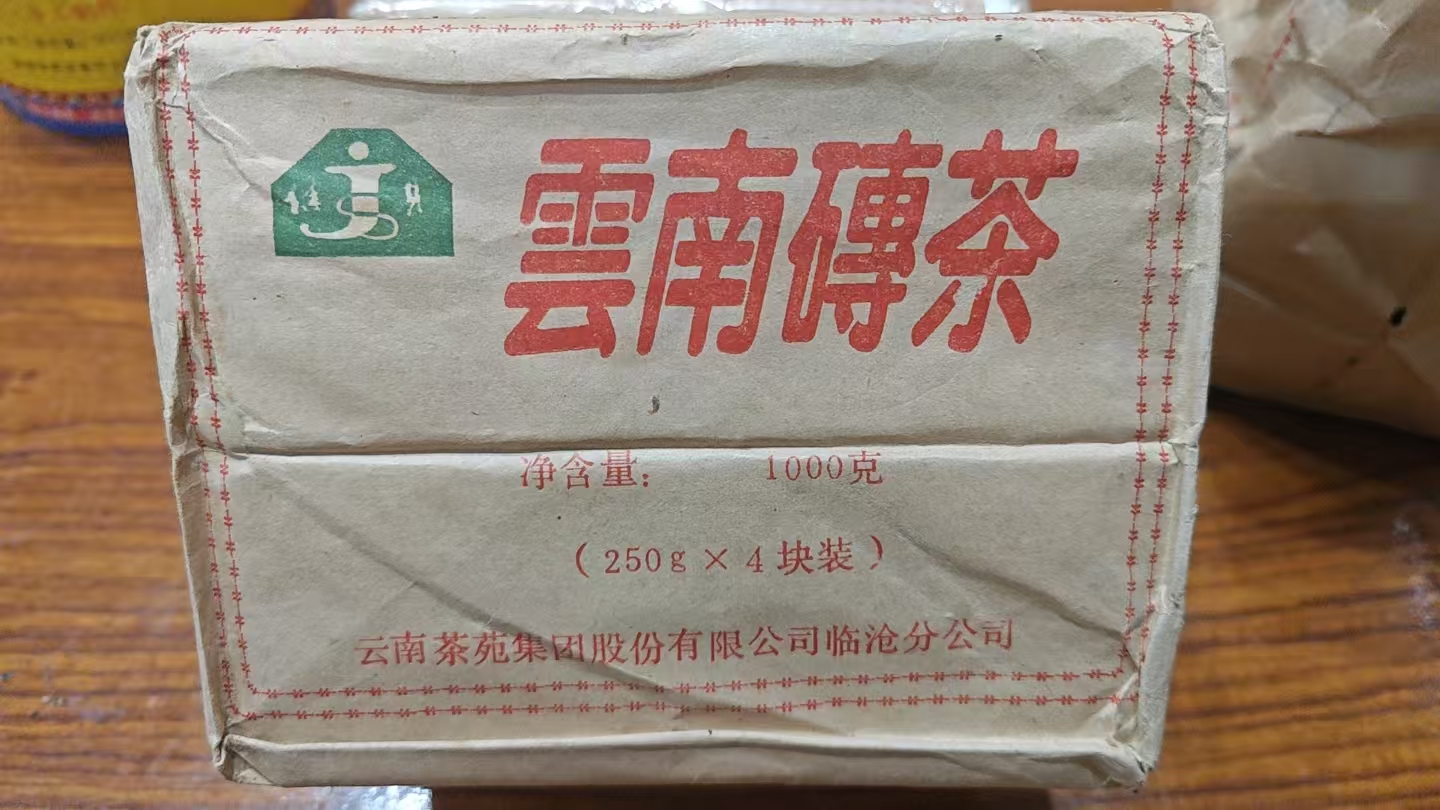 雲南磚茶
净含量： 1000克
（250g × 4 块装）
云南茶苑集团股份有限公司临沧分公司